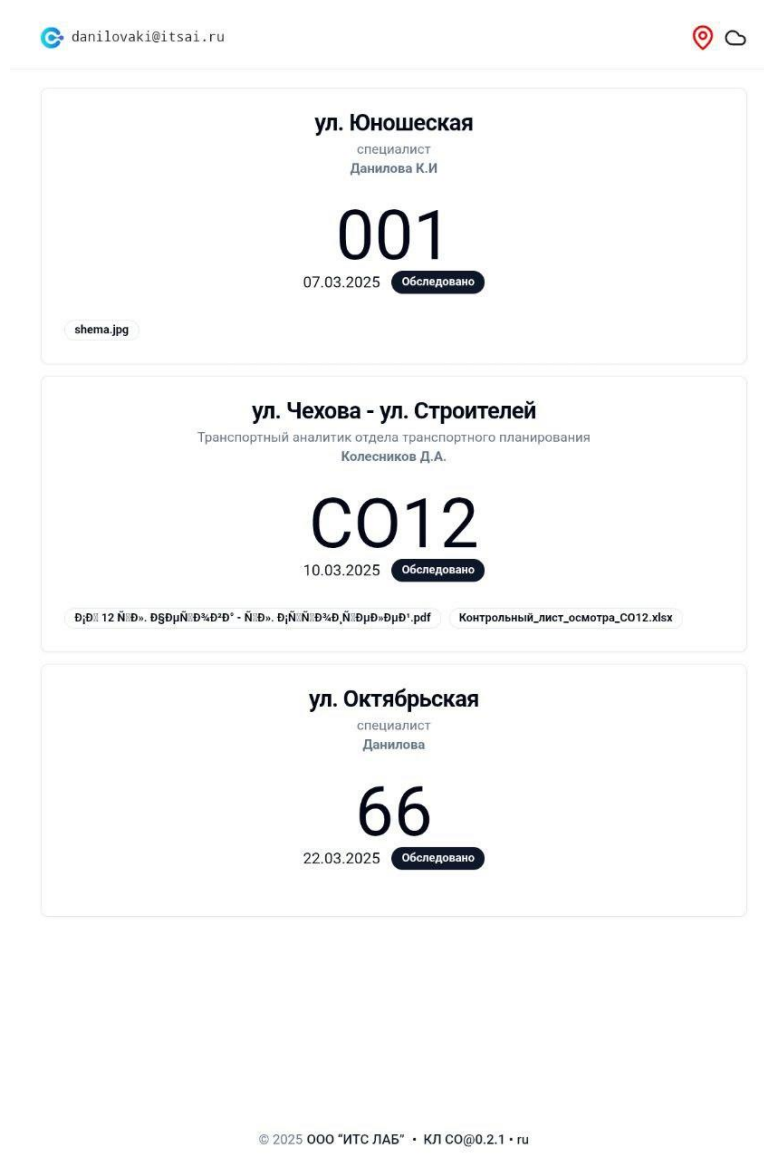 danilovaki@itsai.ru
ул. Юношеская
специалист
Данилова К.И
001
07.03.2025 Обследовано
shema.jpg
ул. Чехова - ул. Строителей
Транспортный аналитик отдела транспортного планирования
Колесников Д.А.
СО12
10.03.2025 Обследовано
12 - .pdf Контрольный_лист_осмотра_СО12.xlsx
ул. Октябрьская
специалист
Данилова
66
22.03.2025 Обследовано
© 2025 ООО “ИТС ЛАБ” • КЛ СО@0.2.1 • ru